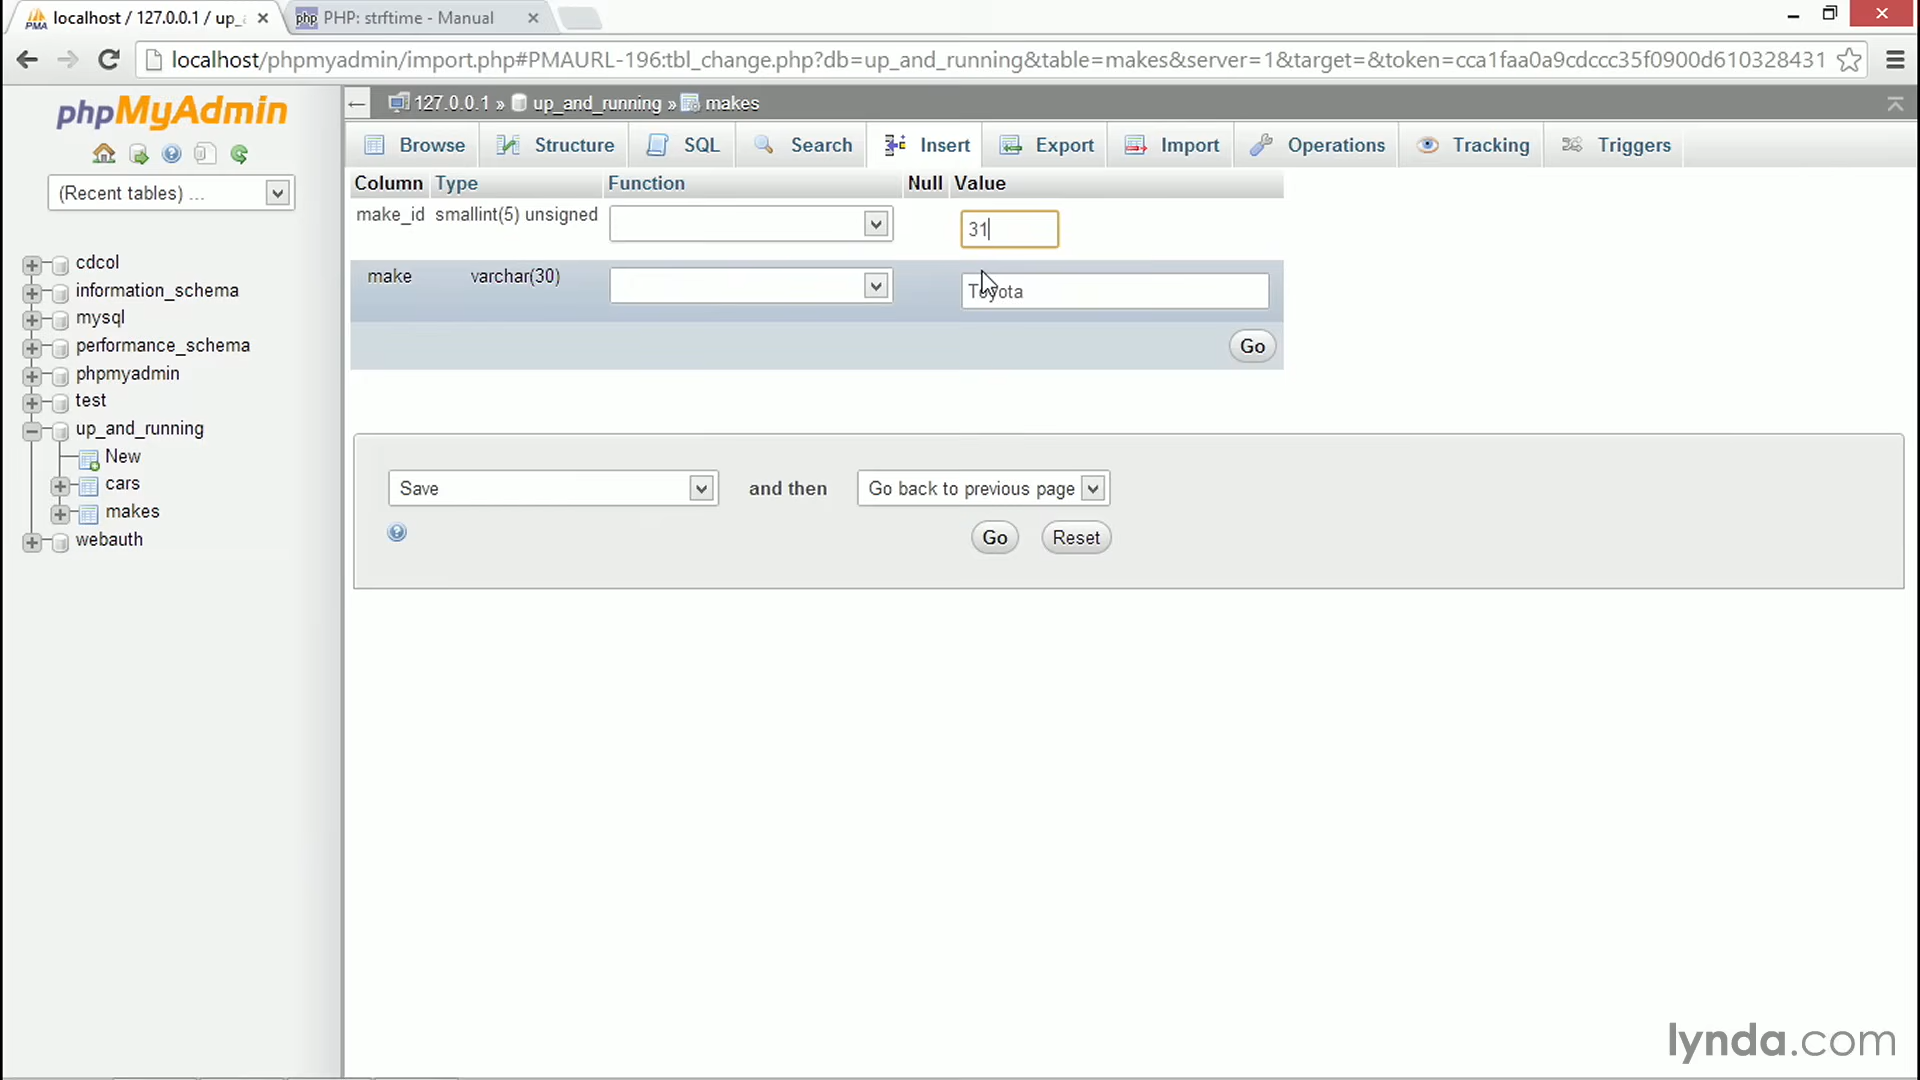 localhost / 127.0.0.1 / up_a
php PHP: strftime - Manual
localhost/phpmyadmin/import.php#PMAURL-196:tbl_change.php?db=up_and_running&table=makes&server=1&target=&token=cca1faa0a9cdccc35f0900d610328431
phpMyAdmin
127.0.0.1 » up_and_running » makes
Browse Structure SQL Search Insert Export Import Operations Tracking Triggers
(Recent tables) ...
Column Type Function Null Value
make_id smallint(5) unsigned 31
make varchar(30) Toyota
Go
cdcol
information_schema
mysql
performance_schema
phpmyadmin
test
up_and_running
New
cars
makes
webauth
Save and then Go back to previous page
Go Reset
lynda.com